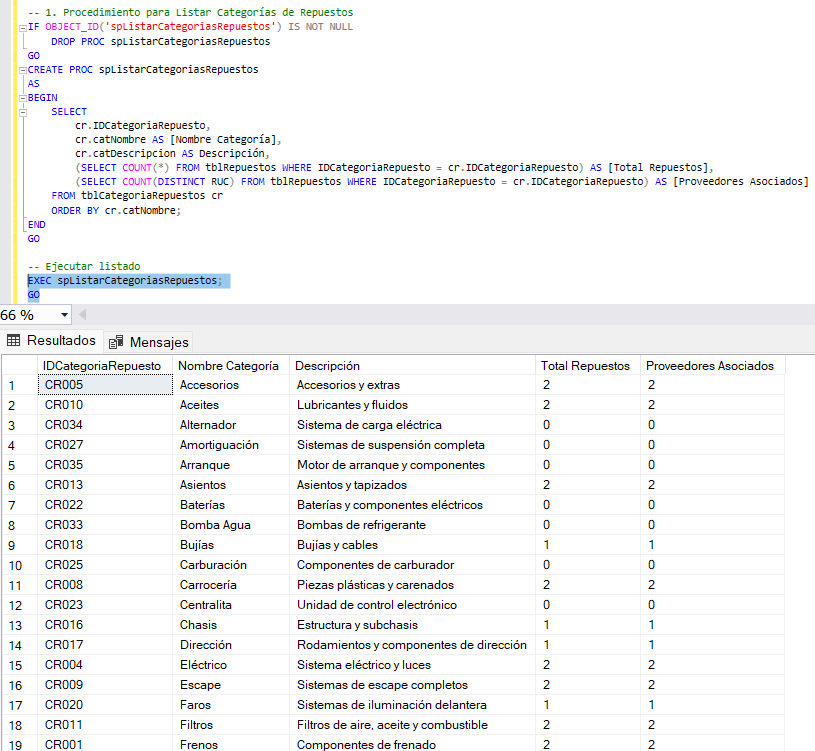 -- 1. Procedimiento para Listar Categorías de Repuestos
IF OBJECT_ID('spListarCategoriasRepuestos') IS NOT NULL
DROP PROC spListarCategoriasRepuestos
GO
CREATE PROC spListarCategoriasRepuestos
AS
BEGIN
SELECT
cr.IDCategoriaRepuesto,
cr.catNombre AS [Nombre Categoría],
cr.catDescripcion AS Descripción,
(SELECT COUNT(*) FROM tblRepuestos WHERE IDCategoriaRepuesto = cr.IDCategoriaRepuesto) AS [Total Repuestos],
(SELECT COUNT(DISTINCT RUC) FROM tblRepuestos WHERE IDCategoriaRepuesto = cr.IDCategoriaRepuesto) AS [Proveedores Asociados]
FROM tblCategoriaRepuestos cr
ORDER BY cr.catNombre;
END
GO
-- Ejecutar listado
EXEC spListarCategoriasRepuestos;
GO
66 %
Resultados Mensajes
IDCategoriaRepuesto Nombre Categoría Descripción Total Repuestos Proveedores Asociados
1 CR005 Accesorios Accesorios y extras 2 2
2 CR010 Aceites Lubricantes y fluidos 2 2
3 CR034 Alternador Sistema de carga eléctrica 0 0
4 CR027 Amortiguación Sistemas de suspensión completa 0 0
5 CR035 Arranque Motor de arranque y componentes 0 0
6 CR013 Asientos Asientos y tapizados 2 2
7 CR022 Baterías Baterías y componentes eléctricos 0 0
8 CR033 Bomba Agua Bombas de refrigerante 0 0
9 CR018 Bujías Bujías y cables 1 1
10 CR025 Carburación Componentes de carburador 0 0
11 CR008 Carrocería Piezas plásticas y carenados 2 2
12 CR023 Centralita Unidad de control electrónico 0 0
13 CR016 Chasis Estructura y subchasis 1 1
14 CR017 Dirección Rodamientos y componentes de dirección 1 1
15 CR004 Eléctrico Sistema eléctrico y luces 2 2
16 CR009 Escape Sistemas de escape completos 2 2
17 CR020 Faros Sistemas de iluminación delantera 1 1
18 CR011 Filtros Filtros de aire, aceite y combustible 2 2
19 CR001 Frenos Componentes de frenado 2 2